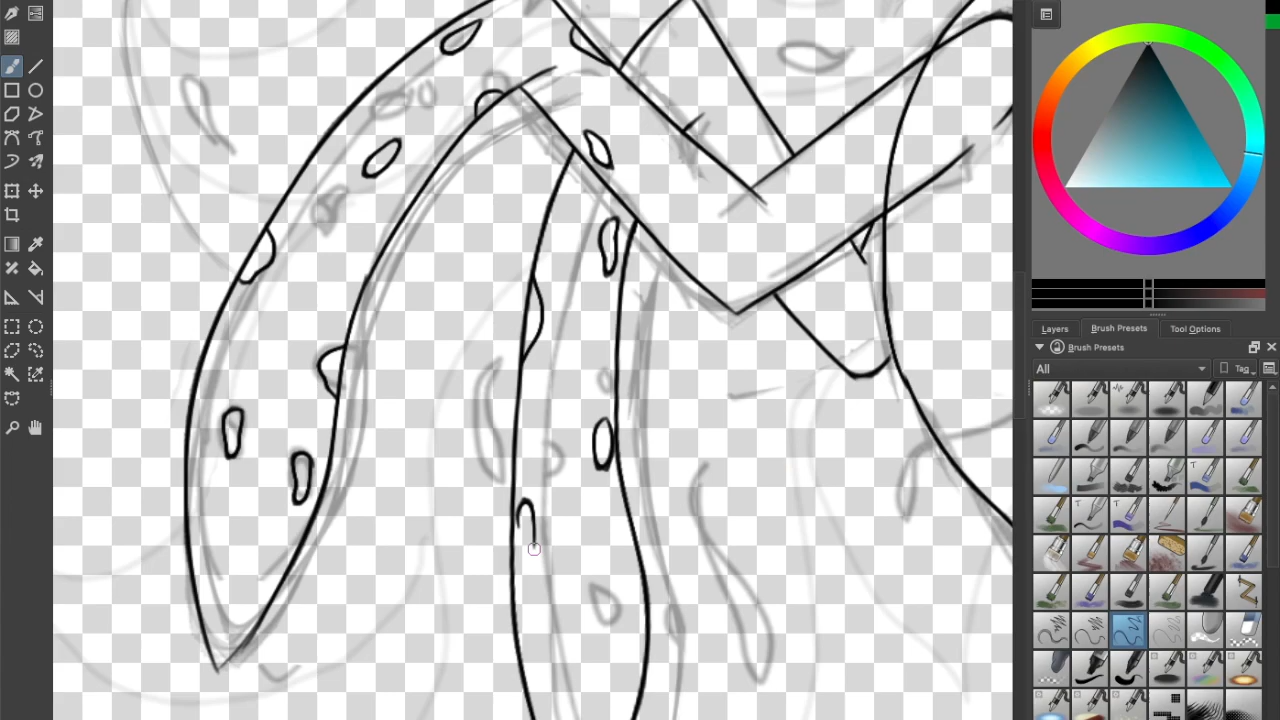 Layers Brush Presets Tool Options
Brush Presets
All Tag
T
T T